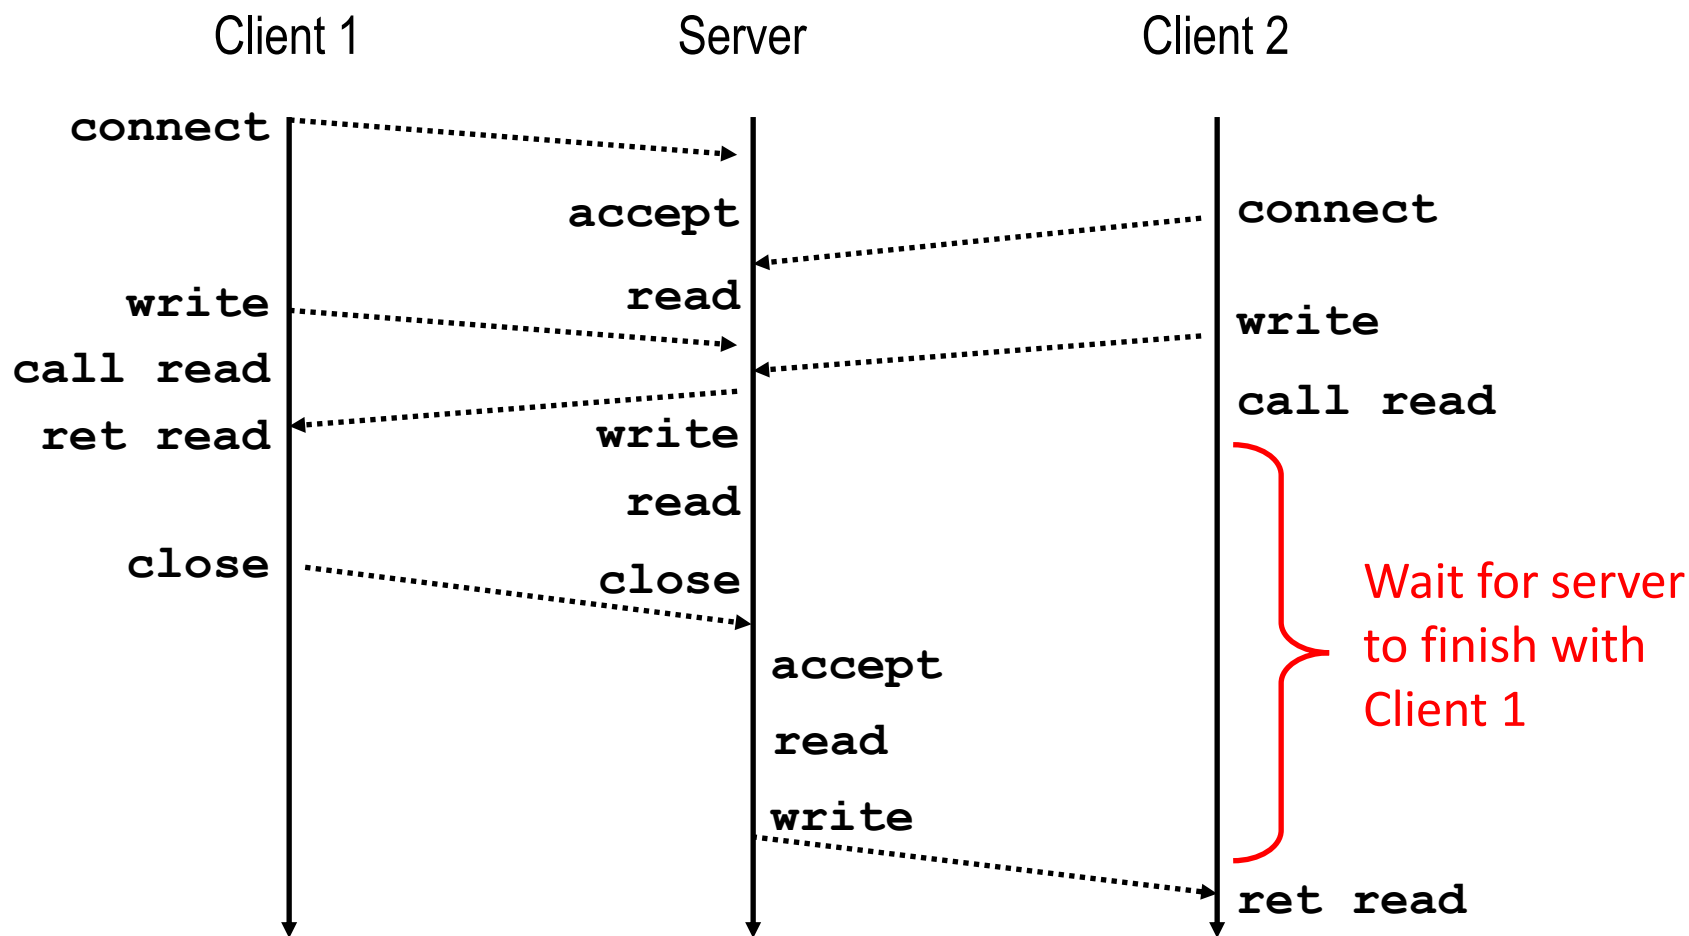 Client 1
Server
Client 2
connect
accept
connect
write
read
write
call read
call read
ret read
write
read
close
close
Wait for server
to finish with
Client 1
accept
read
write
ret read